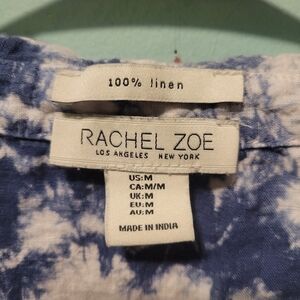 100% linen
RACHEL ZOE
LOS ANGELES NEW YORK
US:M
CA:M/M
UK:M
EU:M
AU:M
MADE IN INDIA